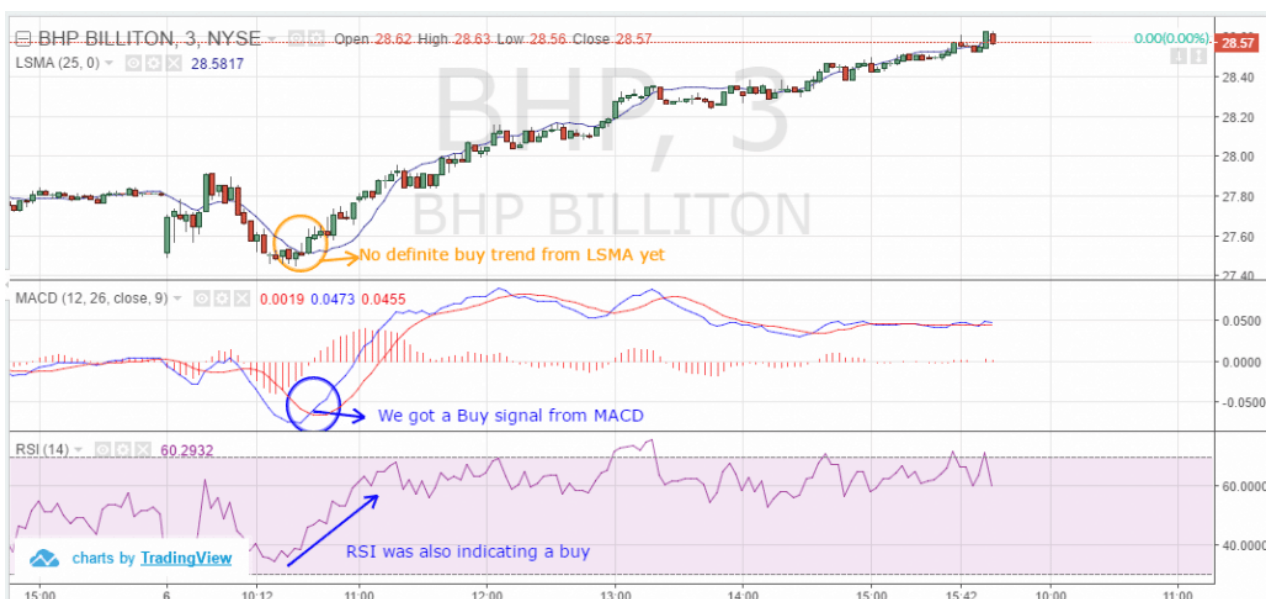 BHP BILLITON, 3, NYSE Open 28.62 High 28.63 Low 28.56 Close 28.57
0.00(0.00%)
28.57
LSMA (25, 0) 28.5817
28.40
28.20
28.00
27.80
27.60
27.40
BHP, 3
BHP BILLITON
No definite buy trend from LSMA yet
MACD (12, 26, close, 9) 0.0019 0.0473 0.0455
0.0500
0.0000
-0.0500
We got a Buy signal from MACD
RSI (14) 60.2932
60.0000
40.0000
RSI was also indicating a buy
charts by TradingView
15:00 6 10:12 11:00 12:00 13:00 14:00 15:00 15:42 10:00 11:00